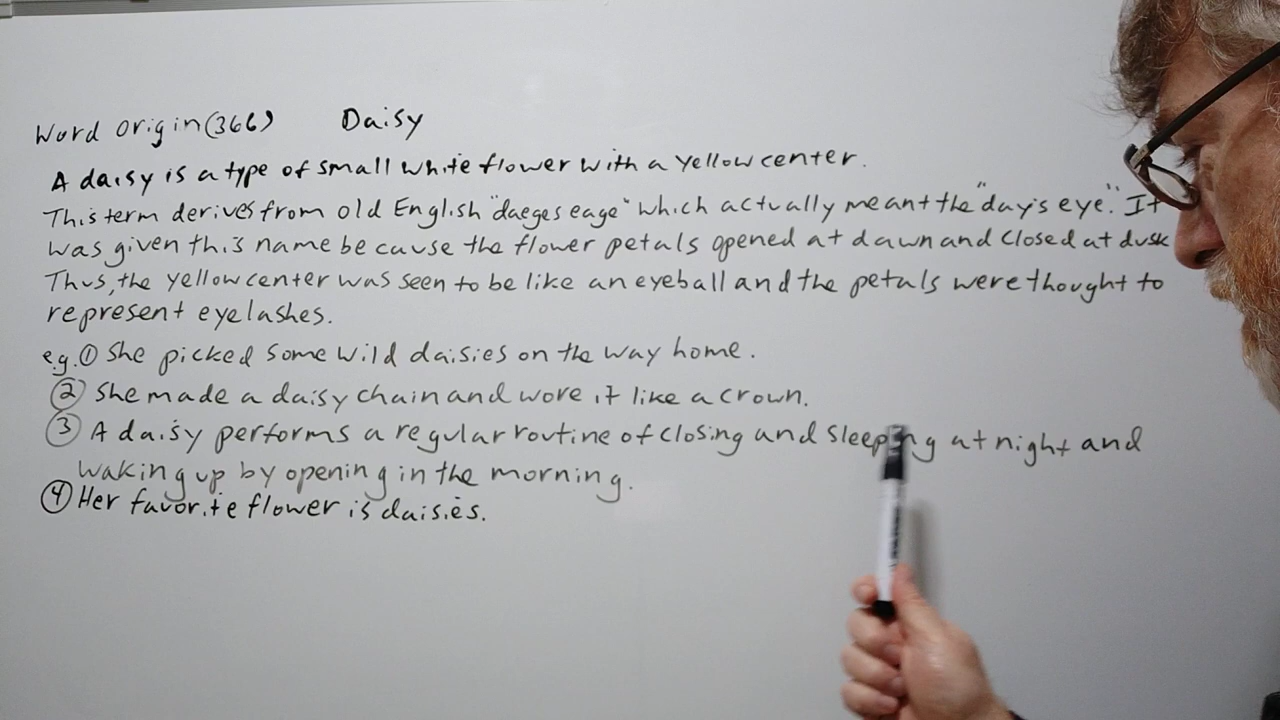 Word Origin (366) Daisy
A daisy is a type of small white flower with a yellow center.
This term derives from Old English "daeges eage" which actually meant the "day's eye." It
was given this name because the flower petals opened at dawn and closed at dusk
Thus, the yellow center was seen to be like an eyeball and the petals were thought to
represent eyelashes.
e.g. ① She picked some wild daisies on the way home.
② She made a daisy chain and wore it like a crown.
③ A daisy performs a regular routine of closing and sleeping at night and
waking up by opening in the morning.
④ Her favorite flower is daisies.